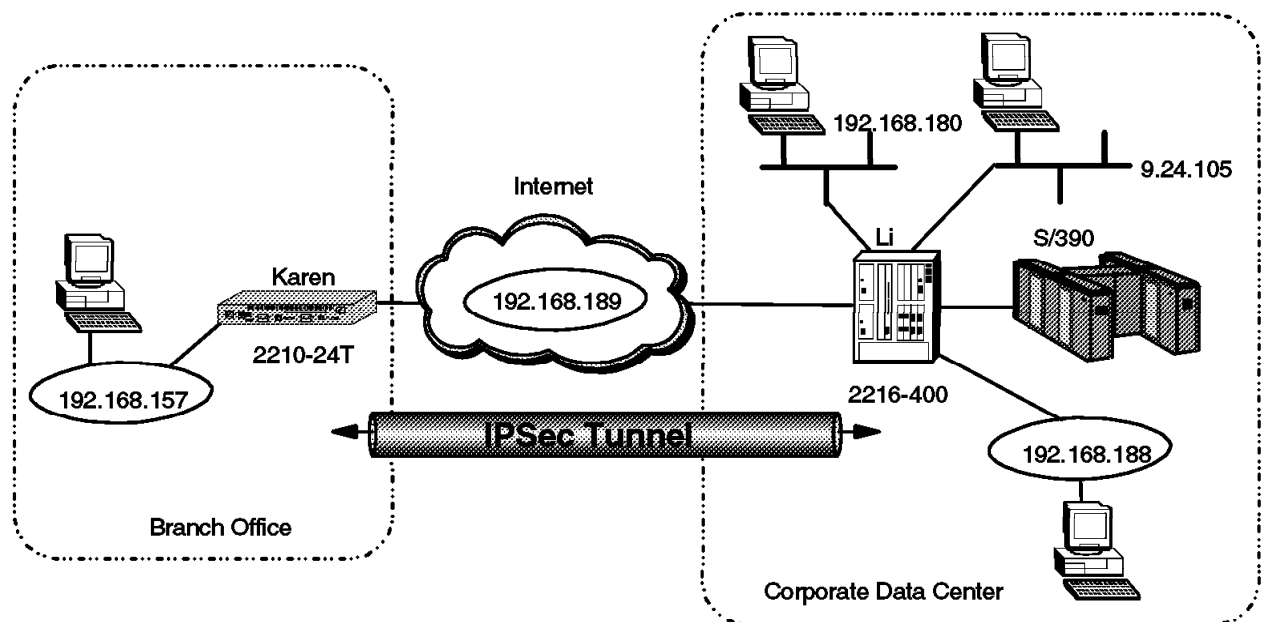 192.168.180
9.24.105
Internet
Li
S/390
Karen
192.168.189
2210-24T
2216-400
192.168.157
IPSec Tunnel
192.168.188
Branch Office
Corporate Data Center